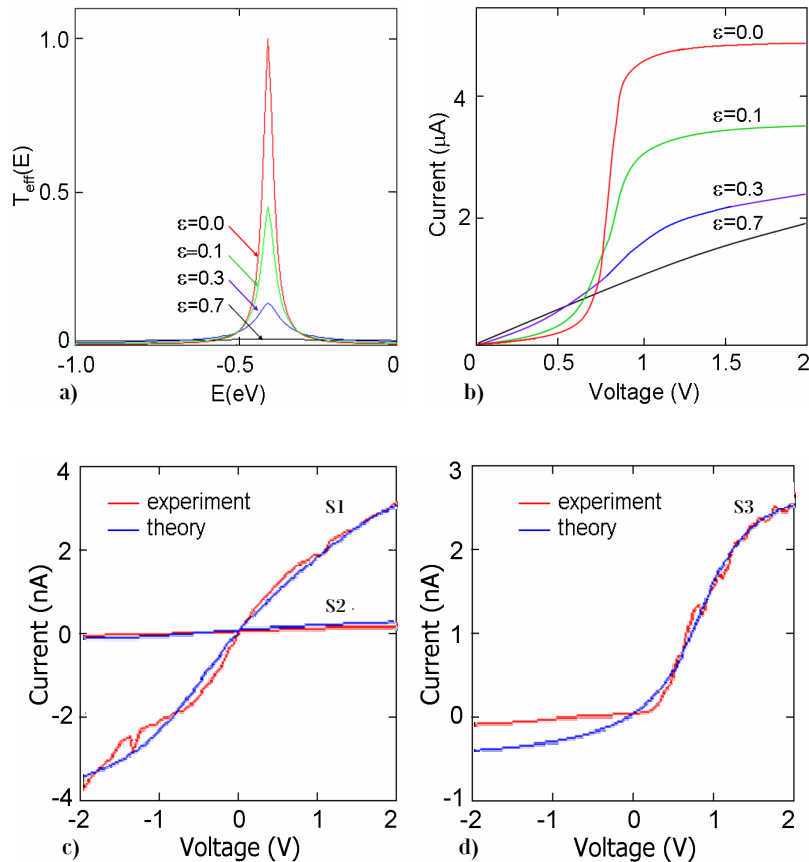 1.0
0.5
0
T_eff(E)
ε=0.0
ε=0.1
ε=0.3
ε=0.7
-1.0
-0.5
0
E(eV)
a)
4
2
0
Current (μA)
ε=0.0
ε=0.1
ε=0.3
ε=0.7
0.5
1
1.5
2
Voltage (V)
b)
4
2
0
-2
-4
Current (nA)
experiment
theory
S1
S2
-2
-1
0
1
2
Voltage (V)
c)
3
2
1
0
-1
Current (nA)
experiment
theory
S3
-2
-1
0
1
2
Voltage (V)
d)